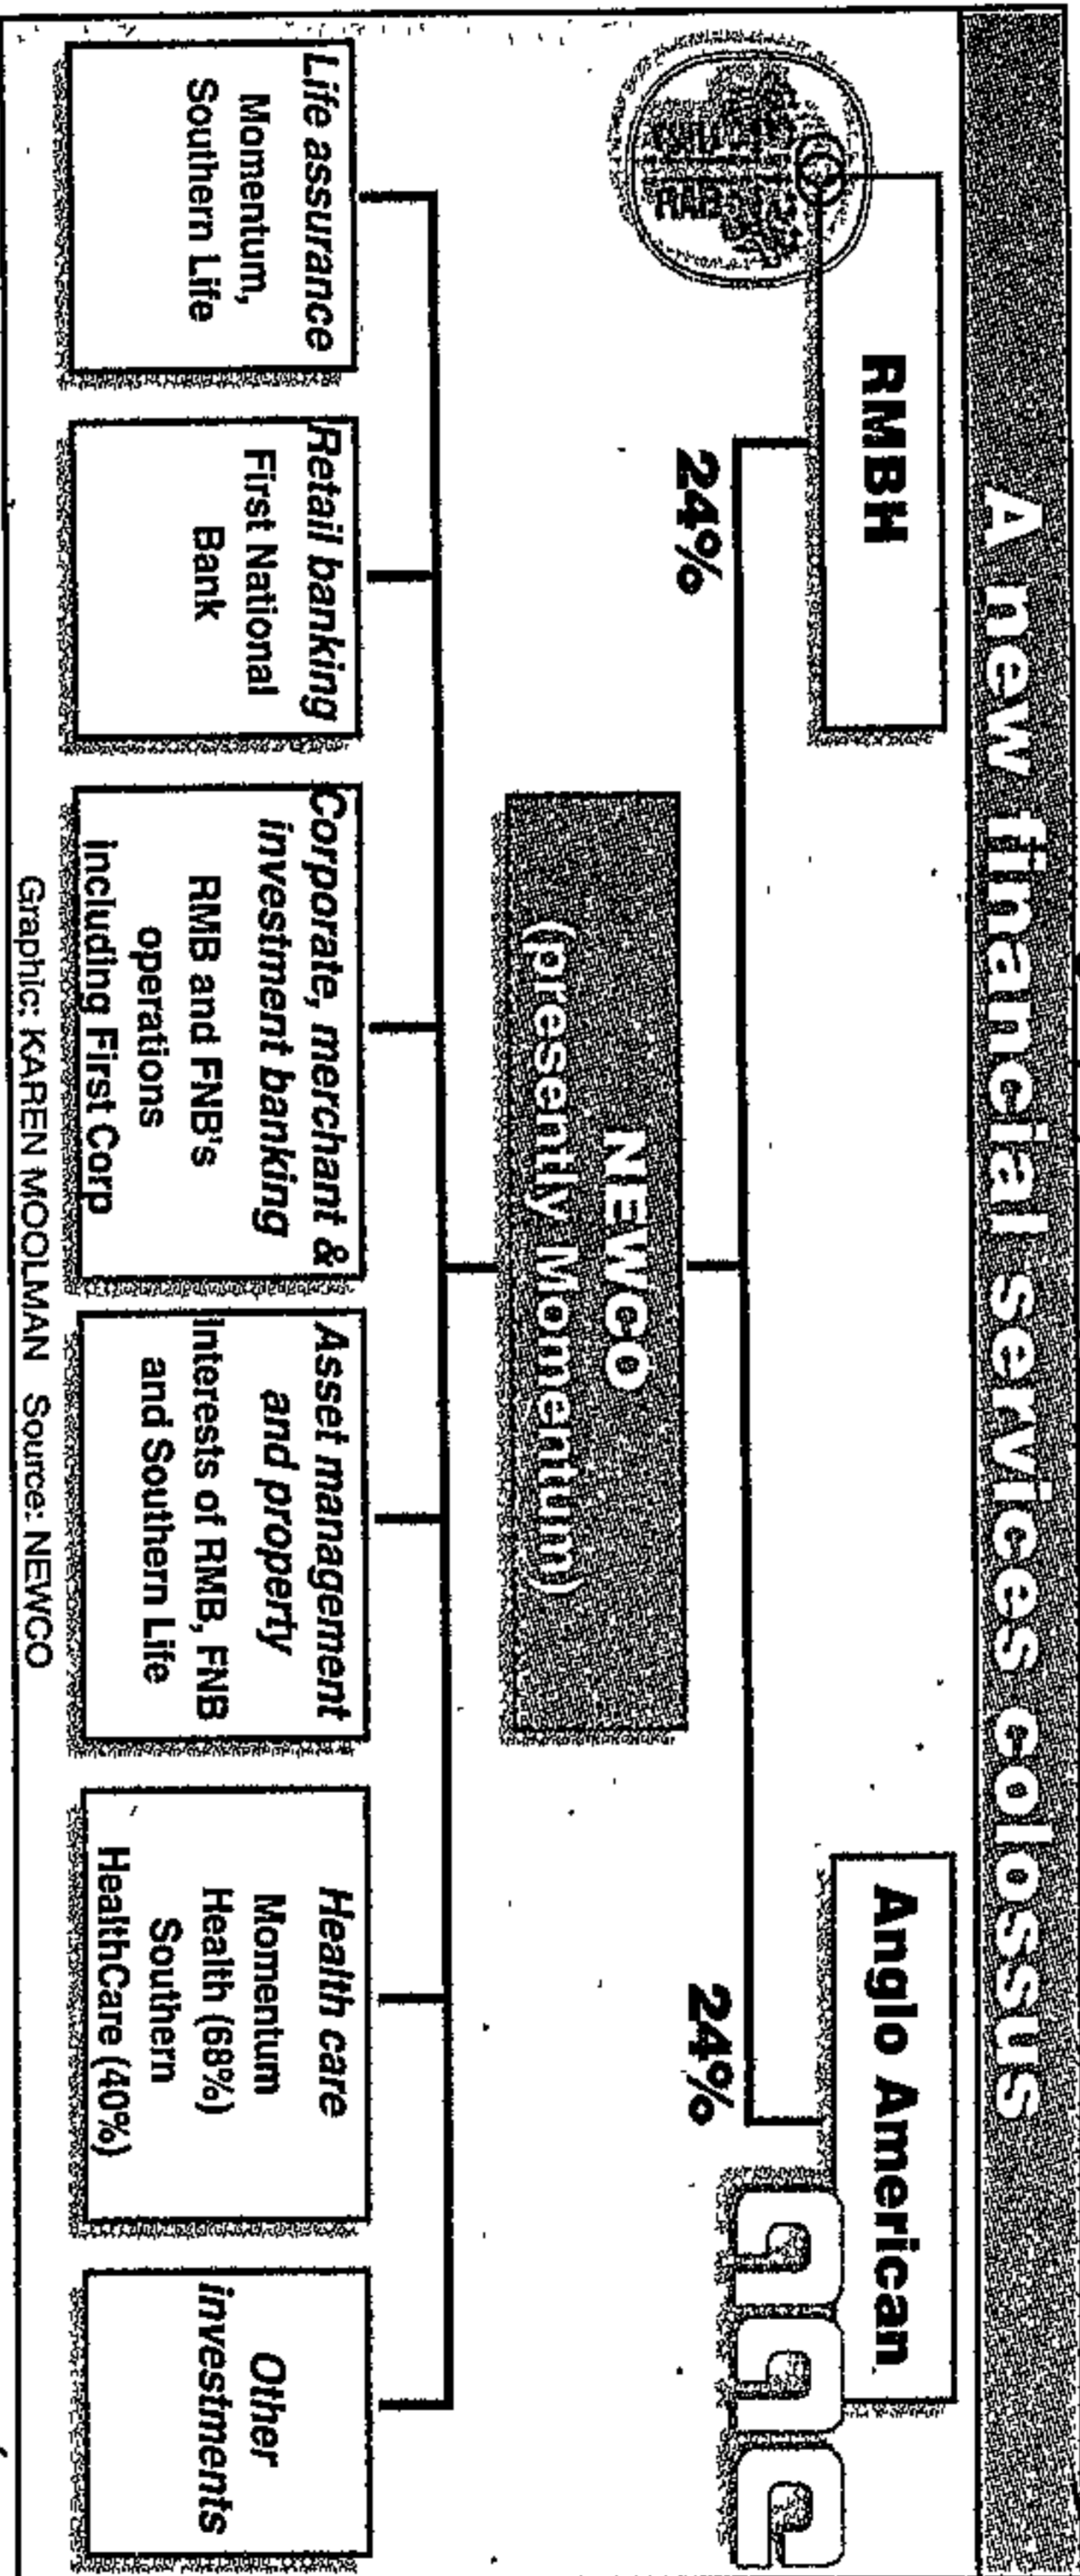 A new financial services colossus
RMBH
Anglo American
aac
24%
24%
NEWCO
(presently Momentum)
Life assurance
Momentum,
Southern Life
Retail banking
First National
Bank
Corporate, merchant &
investment banking
RMB and FNB's
operations
including First Corp
Asset management
and property
Interests of RMB, FNB
and Southern Life
Health care
Momentum
Health (68%)
Southern
HealthCare (40%)
Other
investments
Graphic: KAREN MOOLMAN Source: NEWCO